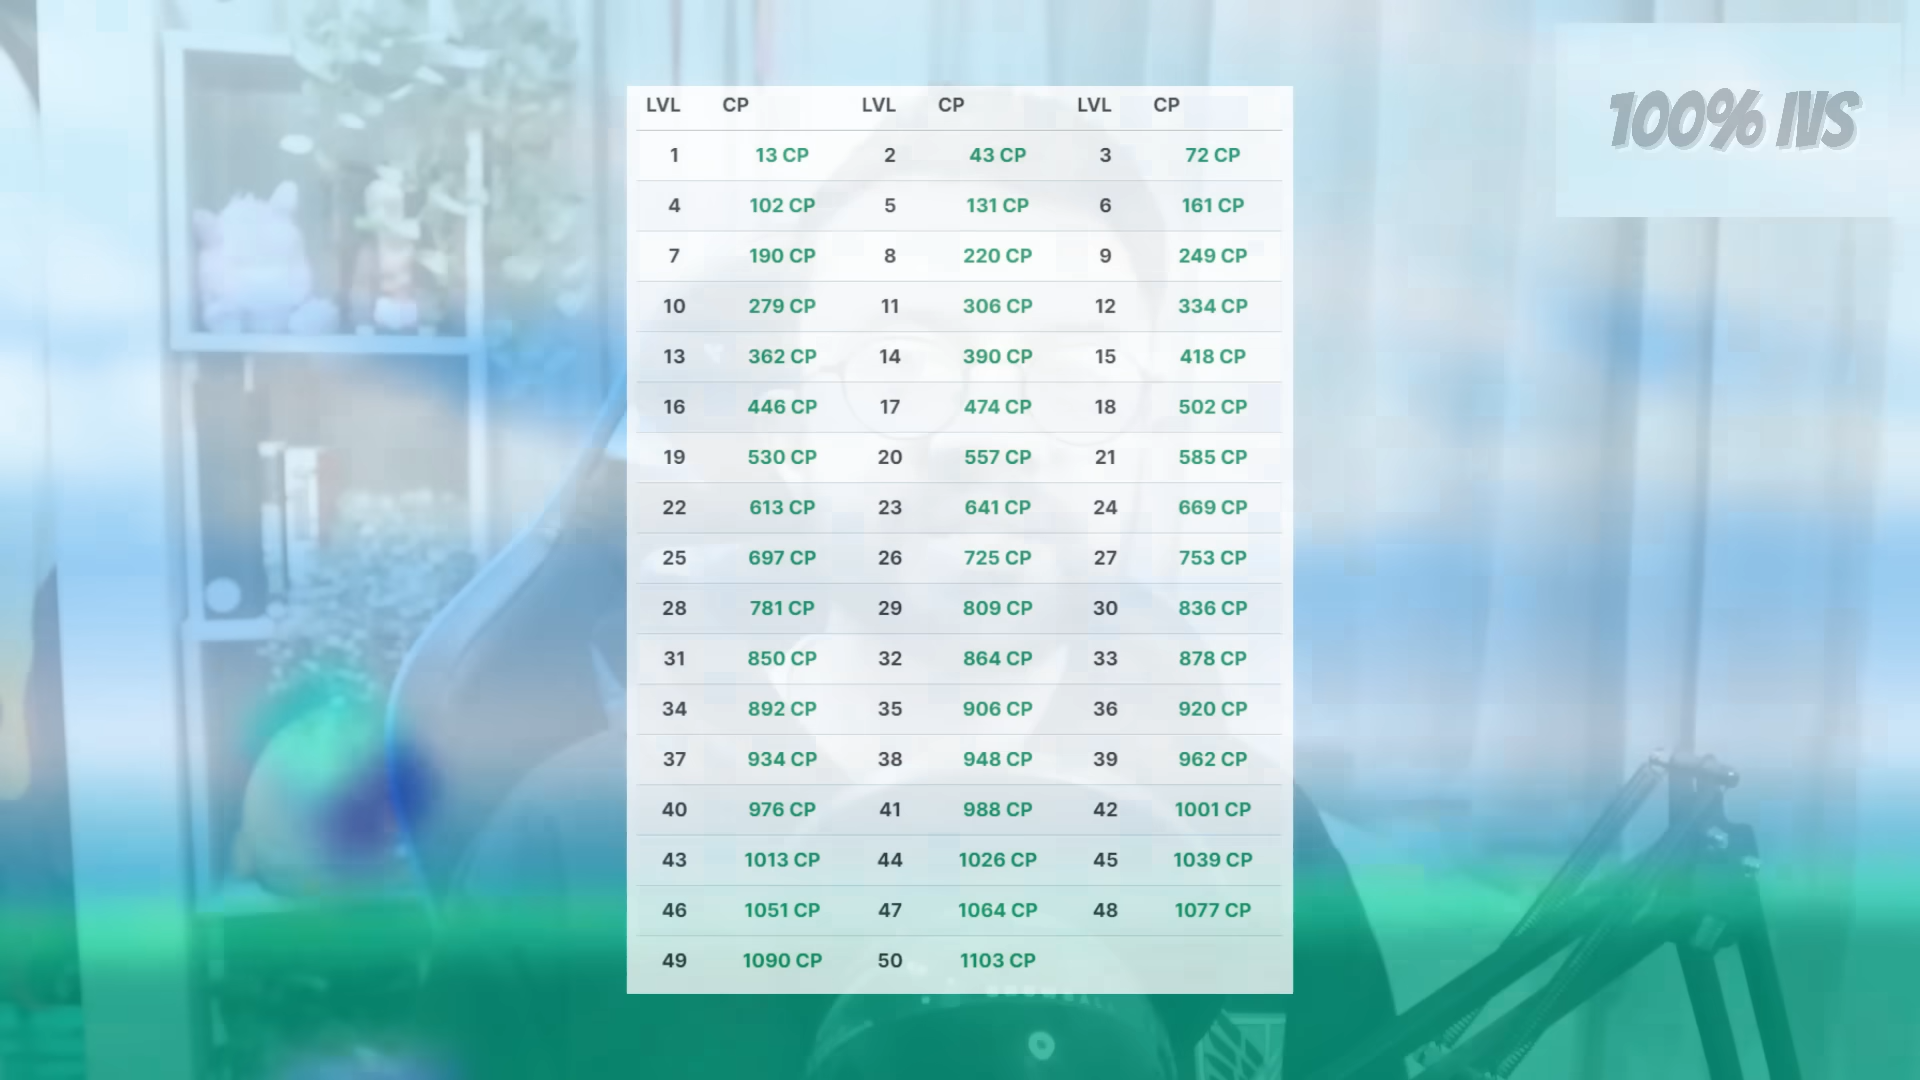 LVL CP LVL CP LVL CP
100% IVS
1 13 CP 2 43 CP 3 72 CP
4 102 CP 5 131 CP 6 161 CP
7 190 CP 8 220 CP 9 249 CP
10 279 CP 11 306 CP 12 334 CP
13 362 CP 14 390 CP 15 418 CP
16 446 CP 17 474 CP 18 502 CP
19 530 CP 20 557 CP 21 585 CP
22 613 CP 23 641 CP 24 669 CP
25 697 CP 26 725 CP 27 753 CP
28 781 CP 29 809 CP 30 836 CP
31 850 CP 32 864 CP 33 878 CP
34 892 CP 35 906 CP 36 920 CP
37 934 CP 38 948 CP 39 962 CP
40 976 CP 41 988 CP 42 1001 CP
43 1013 CP 44 1026 CP 45 1039 CP
46 1051 CP 47 1064 CP 48 1077 CP
49 1090 CP 50 1103 CP